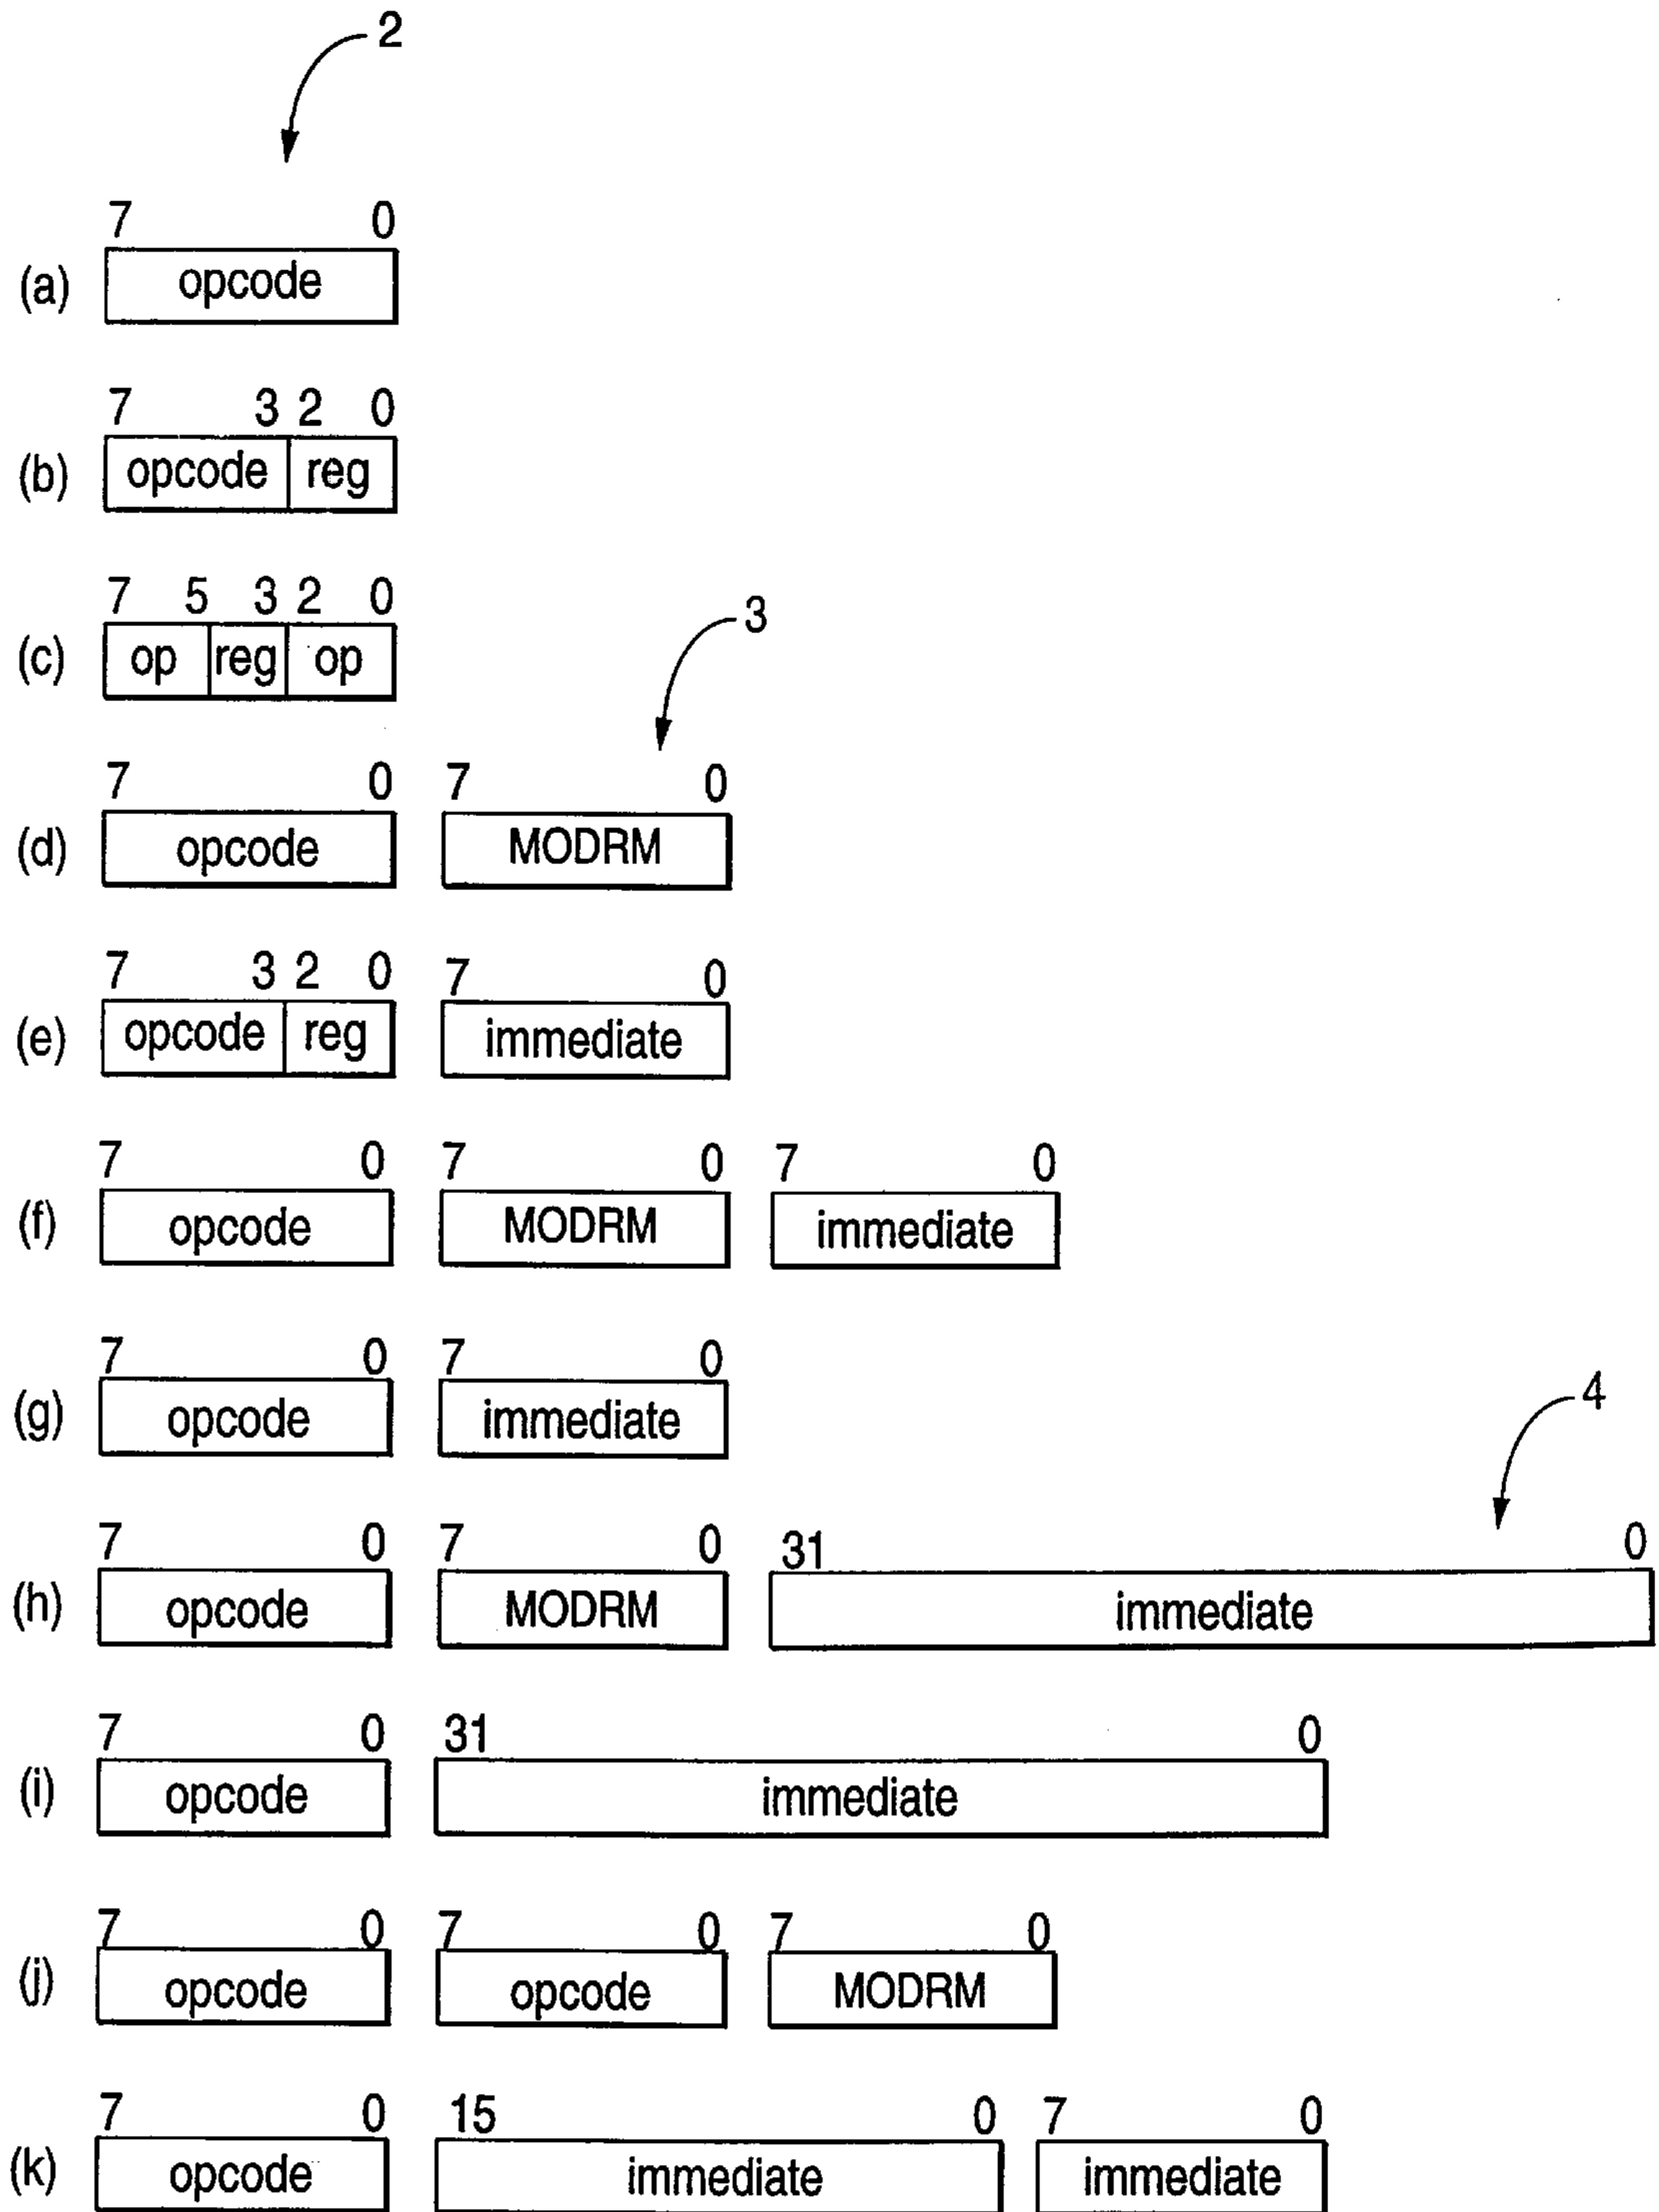 2
7 0
(a) opcode
7 3 2 0
(b) opcode reg
7 5 3 2 0
(c) op reg op
3
7 0 7 0
(d) opcode MODRM
7 3 2 0 7 0
(e) opcode reg immediate
7 0 7 0 7 0
(f) opcode MODRM immediate
7 0 7 0
(g) opcode immediate
4
7 0 7 0 31 0
(h) opcode MODRM immediate
7 0 31 0
(i) opcode immediate
7 0 7 0 7 0
(j) opcode opcode MODRM
7 0 15 0 7 0
(k) opcode immediate immediate